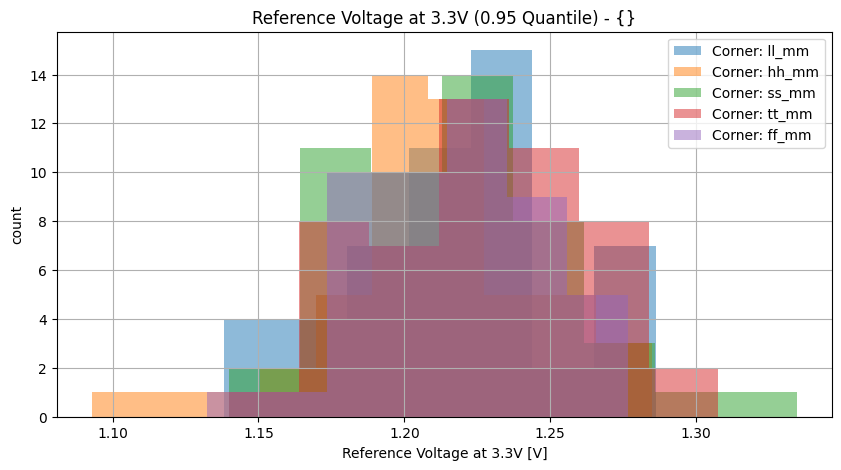 Reference Voltage at 3.3V (0.95 Quantile) - {}
Corner: ll_mm
Corner: hh_mm
Corner: ss_mm
Corner: tt_mm
Corner: ff_mm
14
12
10
8
6
4
2
0
count
1.10 1.15 1.20 1.25 1.30
Reference Voltage at 3.3V [V]